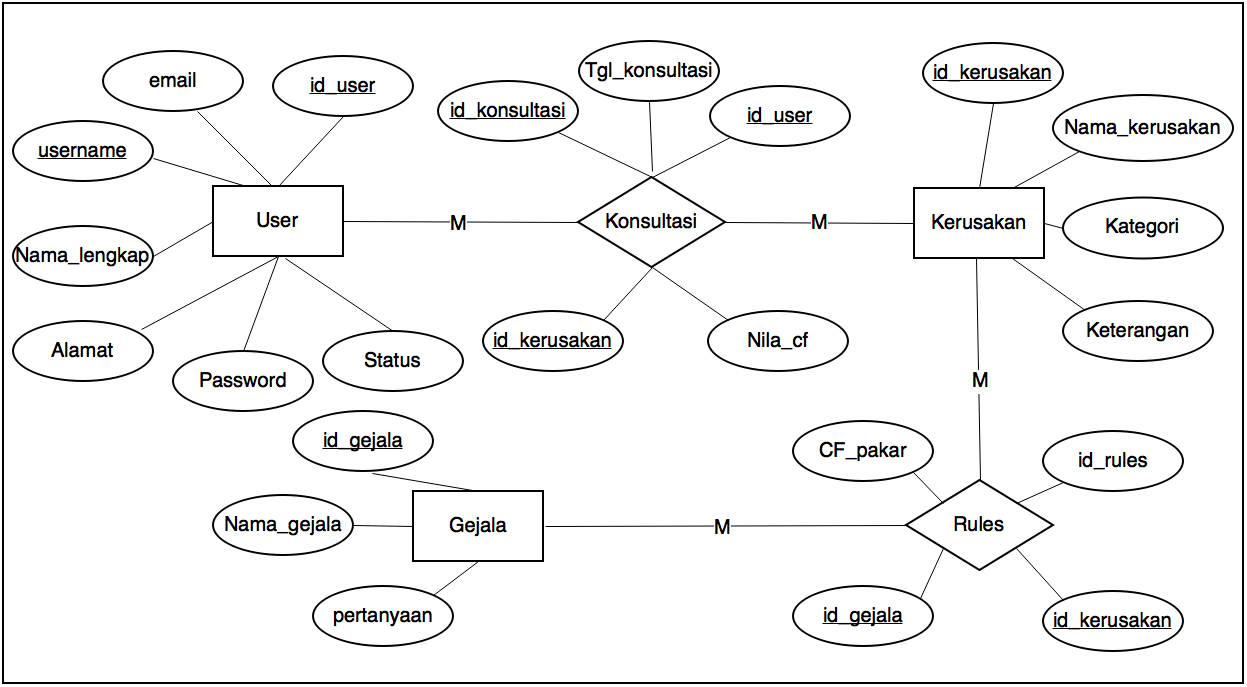 email
id_user
username
User
Nama_lengkap
Alamat
Password
Status
Tgl_konsultasi
id_konsultasi
id_user
M
Konsultasi
M
id_kerusakan
Nila_cf
id_kerusakan
Nama_kerusakan
Kerusakan
Kategori
Keterangan
M
id_gejala
Nama_gejala
Gejala
pertanyaan
M
CF_pakar
id_rules
Rules
id_gejala
id_kerusakan